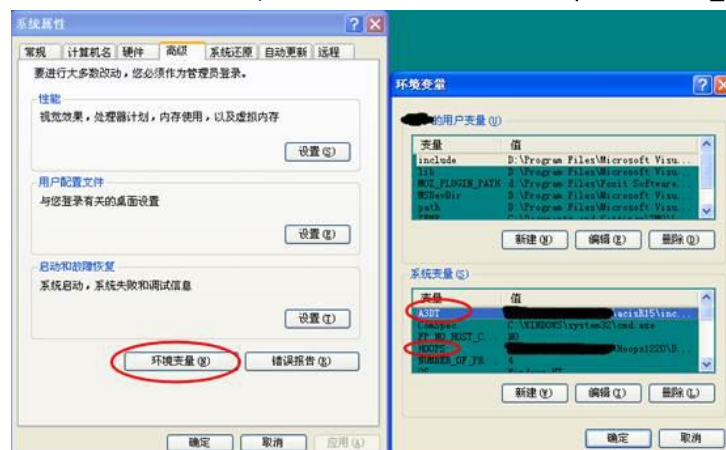 系统属性
常规 计算机名 硬件 高级 系统还原 自动更新 远程
要进行大多数改动，您必须作为管理员登录。
性能
视觉效果，处理器计划，内存使用，以及虚拟内存
设置(S)
用户配置文件
与您登录有关的桌面设置
设置(E)
启动和故障恢复
系统启动，系统失败和调试信息
设置(T)
环境变量(N) 错误报告(R)
确定 取消 应用(A)
环境变量
的用户变量(U)
变量 值
include D:\Program Files\Microsoft Visu...
lib D:\Program Files\Microsoft Visu...
MOZ_PLUGIN_PATH d:\Program Files\Foxit Software...
MSDevDir D:\Program Files\Microsoft Visu...
path D:\Program Files\Microsoft Visu...
新建(N) 编辑(E) 删除(D)
系统变量(S)
变量 值
A3DT \acisR15\inc...
ComSpec C:\WINDOWS\system32\cmd.exe
FP_NO_HOST_C... NO
HOOPS \Hoops1220\D...
NUMBER_OF_PR... 4
OS Windows_NT
新建(W) 编辑(I) 删除(L)
确定 取消